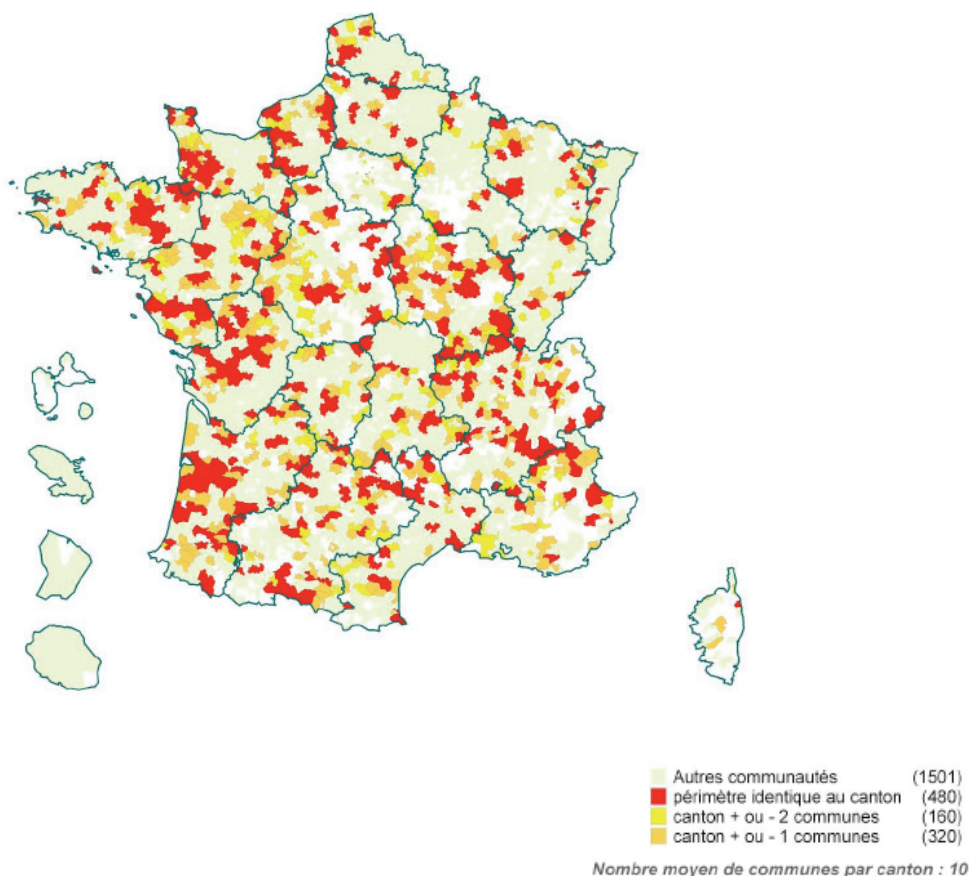 Autres communautés (1501)
périmètre identique au canton (480)
canton + ou - 2 communes (160)
canton + ou - 1 communes (320)
Nombre moyen de communes par canton : 10